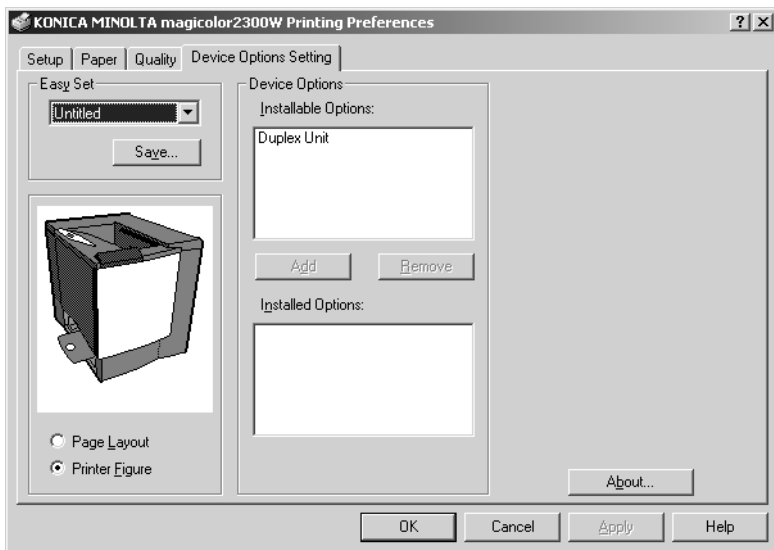 KONICA MINOLTA magicolor2300W Printing Preferences
Setup Paper Quality Device Options Setting
Easy Set
Untitled
Save...
Page Layout
Printer Figure
Device Options
Installable Options:
Duplex Unit
Add Remove
Installed Options:
About...
OK Cancel Apply Help